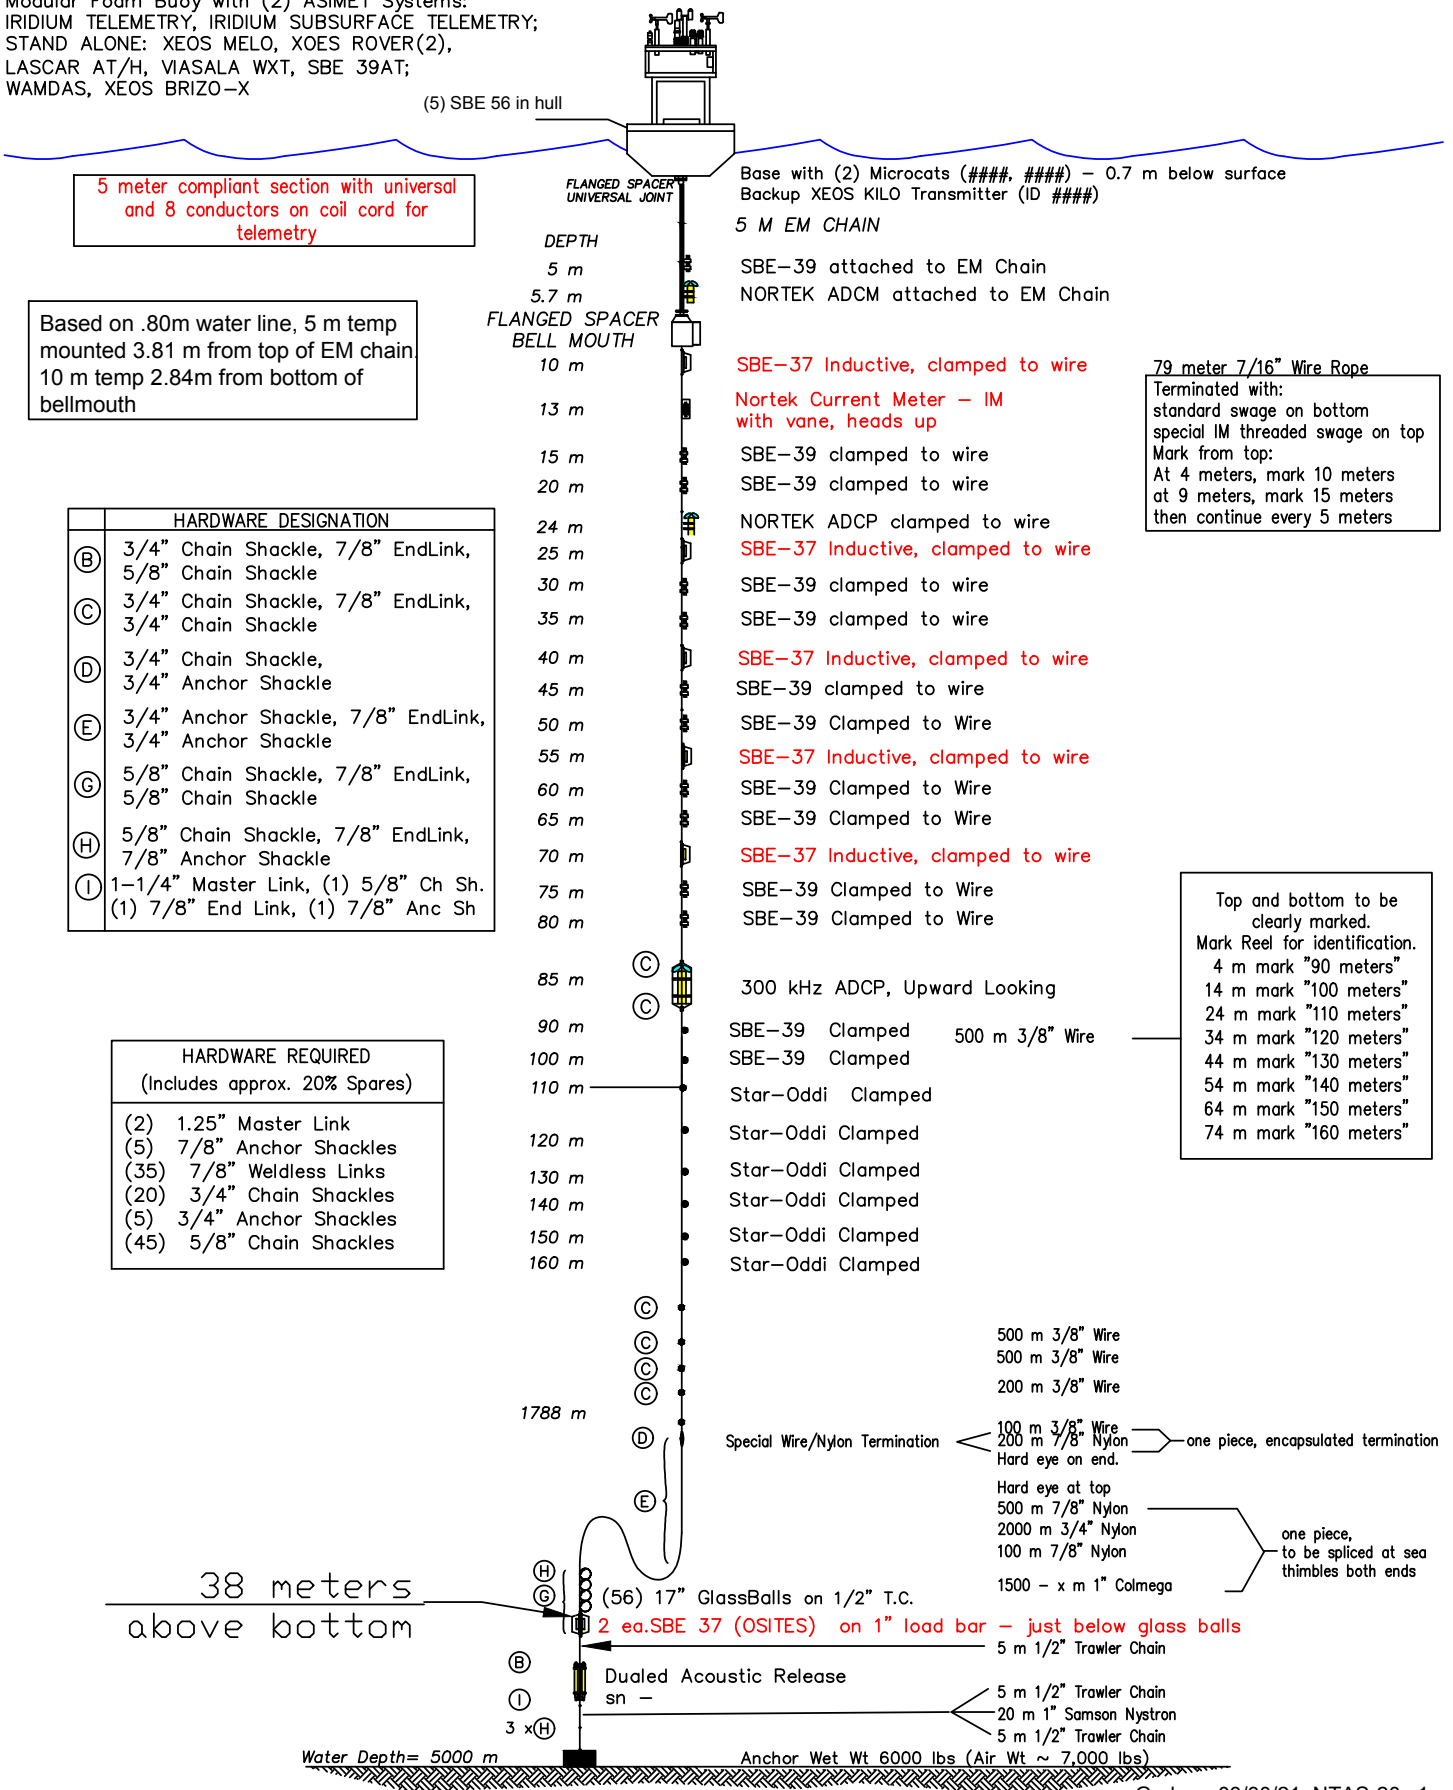 Modular Foam Buoy with (2) ASIMET Systems:
IRIDIUM TELEMETRY, IRIDIUM SUBSURFACE TELEMETRY;
STAND ALONE: XEOS MELO, XOES ROVER(2),
LASCAR AT/H, VIASALA WXT, SBE 39AT;
WAMDAS, XEOS BRIZO-X
(5) SBE 56 in hull
5 meter compliant section with universal
and 8 conductors on coil cord for
telemetry
FLANGED SPACER
UNIVERSAL JOINT
Base with (2) Microcats (####, ####) - 0.7 m below surface
Backup XEOS KILO Transmitter (ID ####)
5 M EM CHAIN
DEPTH
5 m
SBE-39 attached to EM Chain
5.7 m
NORTEK ADCM attached to EM Chain
FLANGED SPACER
BELL MOUTH
Based on .80m water line, 5 m temp
mounted 3.81 m from top of EM chain.
10 m temp 2.84m from bottom of
bellmouth
10 m
SBE-37 Inductive, clamped to wire
13 m
Nortek Current Meter - IM
with vane, heads up
79 meter 7/16" Wire Rope
Terminated with:
standard swage on bottom
special IM threaded swage on top
Mark from top:
At 4 meters, mark 10 meters
at 9 meters, mark 15 meters
then continue every 5 meters
15 m
SBE-39 clamped to wire
20 m
SBE-39 clamped to wire
24 m
NORTEK ADCP clamped to wire
25 m
SBE-37 Inductive, clamped to wire
30 m
SBE-39 clamped to wire
35 m
SBE-39 clamped to wire
40 m
SBE-37 Inductive, clamped to wire
45 m
SBE-39 clamped to wire
50 m
SBE-39 Clamped to Wire
55 m
SBE-37 Inductive, clamped to wire
60 m
SBE-39 Clamped to Wire
65 m
SBE-39 Clamped to Wire
70 m
SBE-37 Inductive, clamped to wire
75 m
SBE-39 Clamped to Wire
80 m
SBE-39 Clamped to Wire
HARDWARE DESIGNATION
B 3/4" Chain Shackle, 7/8" EndLink,
5/8" Chain Shackle
C 3/4" Chain Shackle, 7/8" EndLink,
3/4" Chain Shackle
D 3/4" Chain Shackle,
3/4" Anchor Shackle
E 3/4" Anchor Shackle, 7/8" EndLink,
3/4" Anchor Shackle
G 5/8" Chain Shackle, 7/8" EndLink,
5/8" Chain Shackle
H 5/8" Chain Shackle, 7/8" EndLink,
7/8" Anchor Shackle
I 1-1/4" Master Link, (1) 5/8" Ch Sh.
(1) 7/8" End Link, (1) 7/8" Anc Sh
C
85 m
300 kHz ADCP, Upward Looking
C
90 m
SBE-39 Clamped
500 m 3/8" Wire
100 m
SBE-39 Clamped
110 m
Star-Oddi Clamped
120 m
Star-Oddi Clamped
130 m
Star-Oddi Clamped
140 m
Star-Oddi Clamped
150 m
Star-Oddi Clamped
160 m
Star-Oddi Clamped
Top and bottom to be
clearly marked.
Mark Reel for identification.
4 m mark "90 meters"
14 m mark "100 meters"
24 m mark "110 meters"
34 m mark "120 meters"
44 m mark "130 meters"
54 m mark "140 meters"
64 m mark "150 meters"
74 m mark "160 meters"
HARDWARE REQUIRED
(Includes approx. 20% Spares)
(2) 1.25" Master Link
(5) 7/8" Anchor Shackles
(35) 7/8" Weldless Links
(20) 3/4" Chain Shackles
(5) 3/4" Anchor Shackles
(45) 5/8" Chain Shackles
C
C
C
C
500 m 3/8" Wire
500 m 3/8" Wire
200 m 3/8" Wire
1788 m
D
Special Wire/Nylon Termination
100 m 3/8" Wire
200 m 7/8" Nylon
Hard eye on end.
one piece, encapsulated termination
E
Hard eye at top
500 m 7/8" Nylon
2000 m 3/4" Nylon
100 m 7/8" Nylon
1500 - x m 1" Colmega
one piece,
to be spliced at sea
thimbles both ends
H
G
(56) 17" GlassBalls on 1/2" T.C.
38 meters
above bottom
2 ea.SBE 37 (OSITES) on 1" load bar - just below glass balls
5 m 1/2" Trawler Chain
B
Dualed Acoustic Release
sn -
I
3 x H
5 m 1/2" Trawler Chain
20 m 1" Samson Nystron
5 m 1/2" Trawler Chain
Water Depth= 5000 m
Anchor Wet Wt 6000 lbs (Air Wt ~ 7,000 lbs)